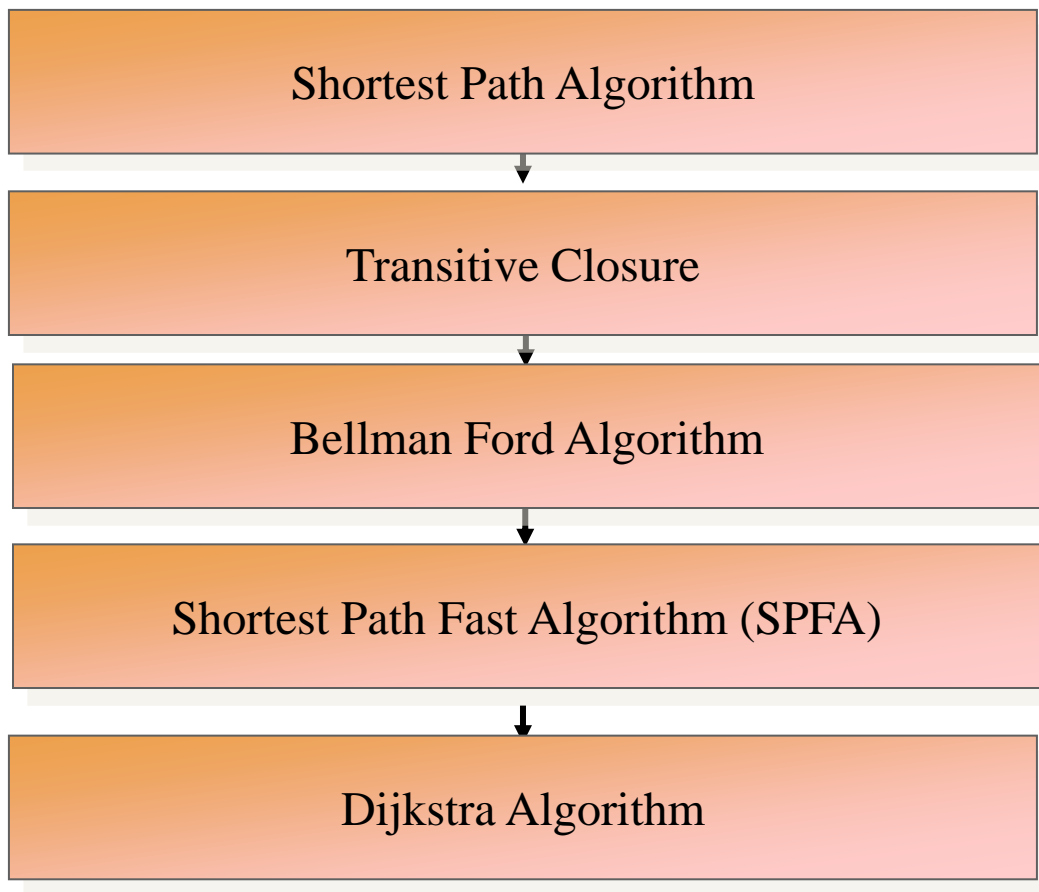 Shortest Path Algorithm
Transitive Closure
Bellman Ford Algorithm
Shortest Path Fast Algorithm (SPFA)
Dijkstra Algorithm